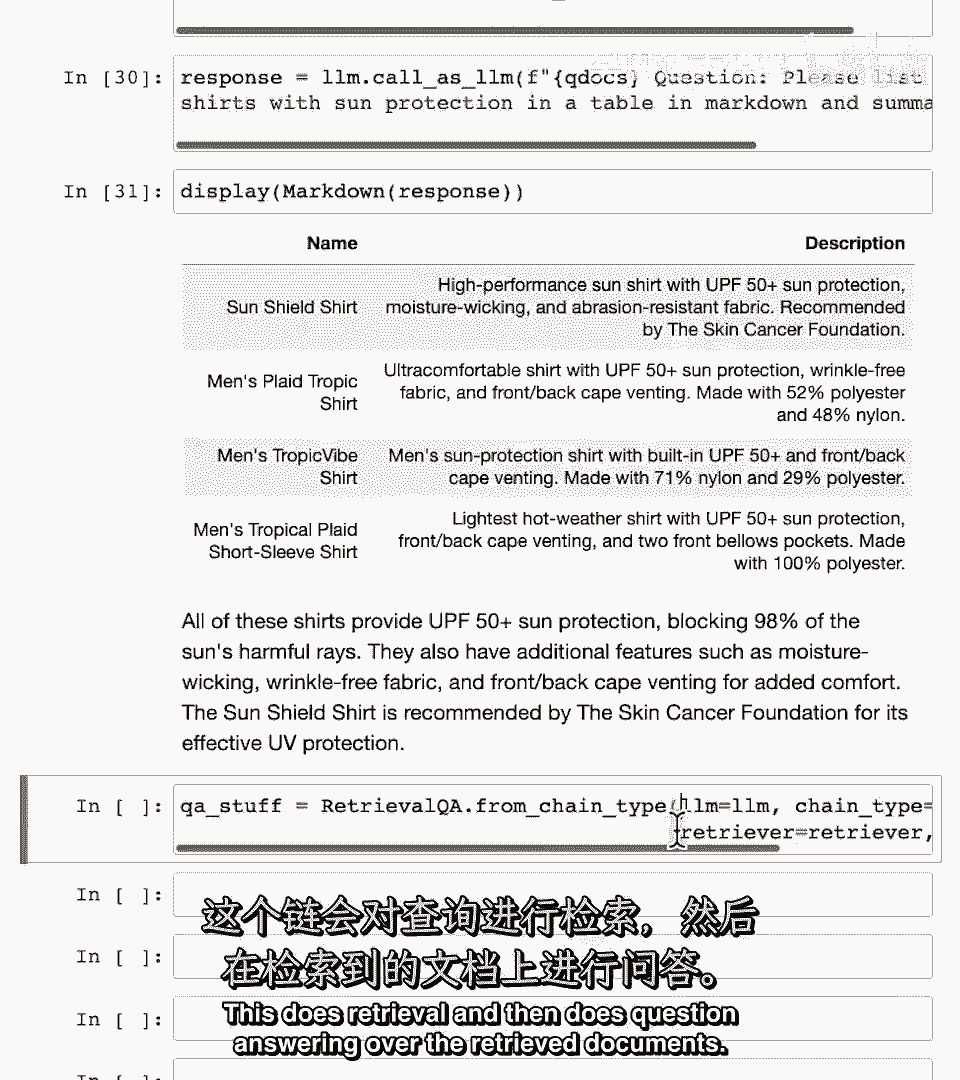 In [30]: response = llm.call_as_llm(f"{qdocs} Question: Please list
shirts with sun protection in a table in markdown and summa
In [31]: display(Markdown(response))
Name Description
Sun Shield Shirt High-performance sun shirt with UPF 50+ sun protection,
moisture-wicking, and abrasion-resistant fabric. Recommended
by The Skin Cancer Foundation.
Men's Plaid Tropic
Shirt
Ultracomfortable shirt with UPF 50+ sun protection, wrinkle-free
fabric, and front/back cape venting. Made with 52% polyester
and 48% nylon.
Men's TropicVibe
Shirt
Men's sun-protection shirt with built-in UPF 50+ and front/back
cape venting. Made with 71% nylon and 29% polyester.
Men's Tropical Plaid
Short-Sleeve Shirt
Lightest hot-weather shirt with UPF 50+ sun protection,
front/back cape venting, and two front bellows pockets. Made
with 100% polyester.
All of these shirts provide UPF 50+ sun protection, blocking 98% of the
sun's harmful rays. They also have additional features such as moisture-
wicking, wrinkle-free fabric, and front/back cape venting for added comfort.
The Sun Shield Shirt is recommended by The Skin Cancer Foundation for its
effective UV protection.
In [ ]: qa_stuff = RetrievalQA.from_chain_type(llm=llm, chain_type=
retriever=retriever,
In [ ]:
这个链会对查询进行检索，然后
In [ ]:
在检索到的文档上进行问答。
In [ ]:
This does retrieval and then does question
answering over the retrieved documents.